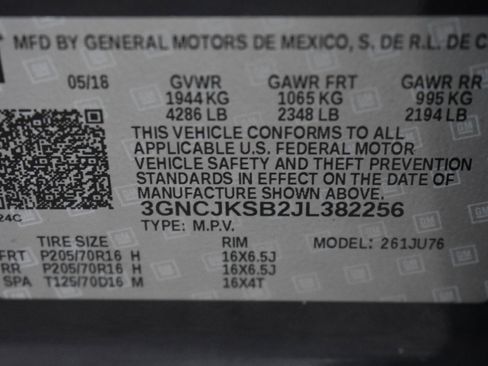 MFD BY GENERAL MOTORS DE MEXICO, S. DE R.L. DE C
05/18 GVWR GAWR FRT GAWR RR
1944 KG 1065 KG 995 KG
4286 LB 2348 LB 2194 LB
THIS VEHICLE CONFORMS TO ALL
APPLICABLE U.S. FEDERAL MOTOR
VEHICLE SAFETY AND THEFT PREVENTION
STANDARDS IN EFFECT ON THE DATE OF
MANUFACTURE SHOWN ABOVE.
24C 3GNCJKSB2JL382256
TYPE: M.P.V. 261JU76
TIRE SIZE RIM
FRT P205/70R16 H 16X6.5J
RR P205/70R16 H 16X6.5J
SPA T125/70D16 M 16X4T